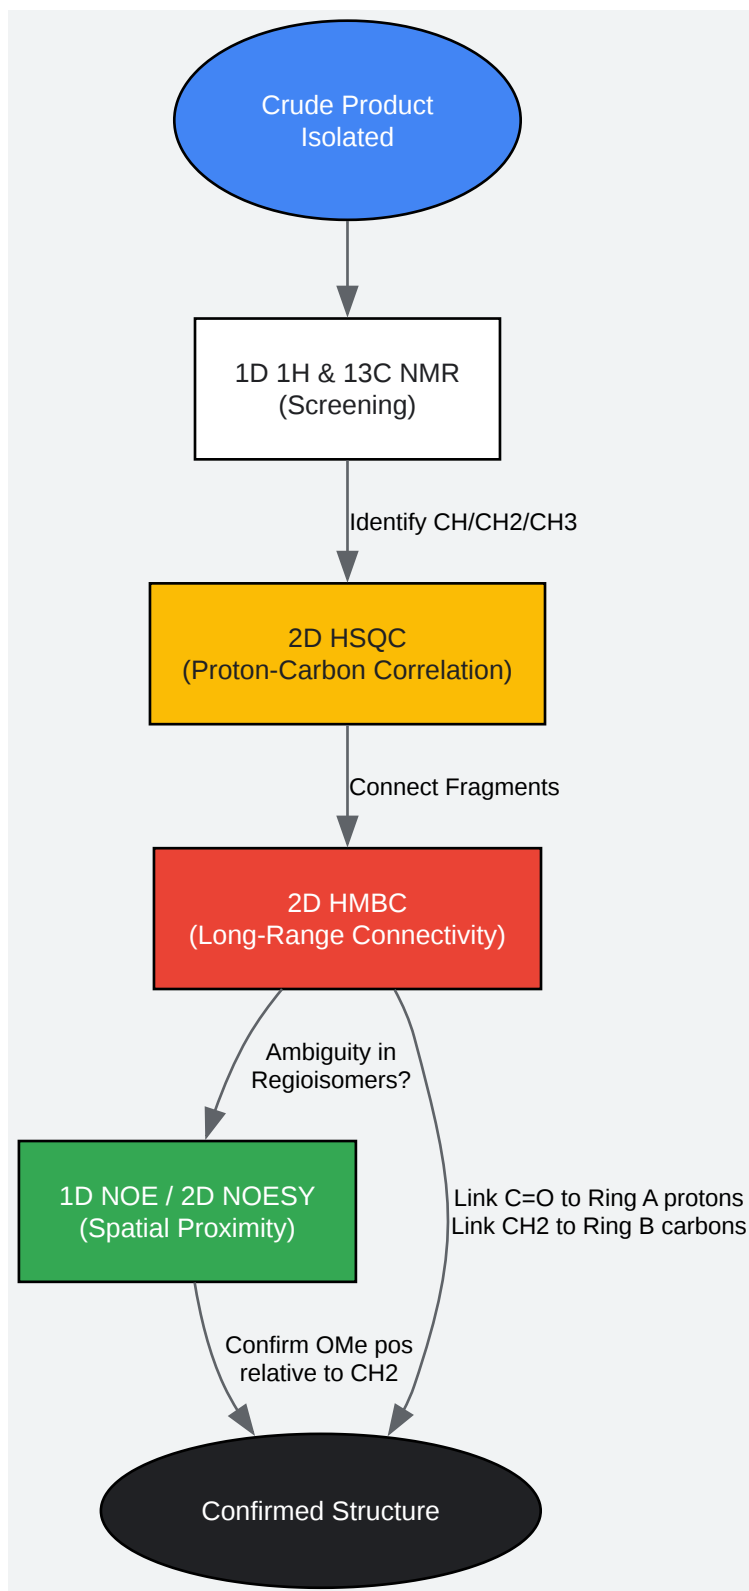 Crude Product
Isolated
1D 1H & 13C NMR
(Screening)
Identify CH/CH2/CH3
2D HSQC
(Proton-Carbon Correlation)
Connect Fragments
2D HMBC
(Long-Range Connectivity)
Ambiguity in
Regioisomers?
1D NOE / 2D NOESY
(Spatial Proximity)
Link C=O to Ring A protons
Link CH2 to Ring B carbons
Confirm OMe pos
relative to CH2
Confirmed Structure